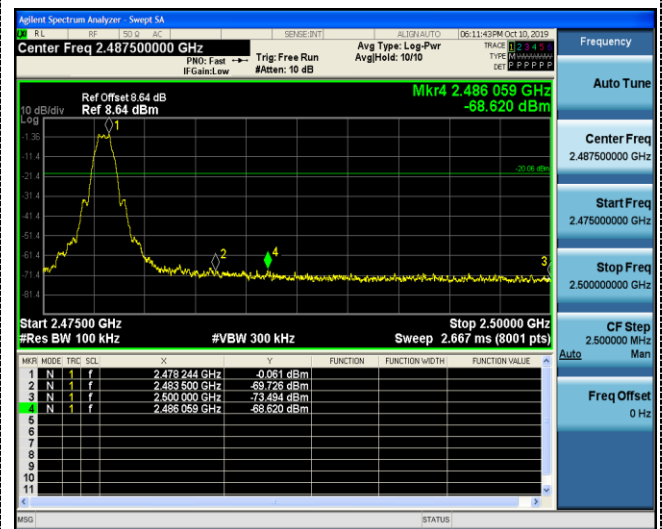 Agilent Spectrum Analyzer - Swept SA
RL RF 50 Ω AC SENSE:INT ALIGN AUTO 06:11:43PM Oct 10, 2019
Center Freq 2.487500000 GHz
PNO: Fast Trig: Free Run
IFGain:Low #Atten: 10 dB
Avg Type: Log-Pwr
Avg|Hold: 10/10
TRACE 1 2 3 4 5 6
TYPE M
DET P P P P P P
Mkr4 2.486 059 GHz
-68.620 dBm
Ref Offset 8.64 dB
10 dB/div Ref 8.64 dBm
Log
1
-1.36
-11.4
-20.06 dBm
-21.4
-31.4
-41.4
-51.4
2 4 3
-61.4
-71.4
-81.4
Start 2.47500 GHz Stop 2.50000 GHz
#Res BW 100 kHz #VBW 300 kHz Sweep 2.667 ms (8001 pts)
MKR MODE TRC SCL X Y FUNCTION FUNCTION WIDTH FUNCTION VALUE
1 N 1 f 2.478 244 GHz -0.061 dBm
2 N 1 f 2.483 500 GHz -69.726 dBm
3 N 1 f 2.500 000 GHz -73.494 dBm
4 N 1 f 2.486 059 GHz -68.620 dBm
5
6
7
8
9
10
11
MSG STATUS
Frequency
Auto Tune
Center Freq
2.487500000 GHz
Start Freq
2.475000000 GHz
Stop Freq
2.500000000 GHz
CF Step
2.500000 MHz
Auto Man
Freq Offset
0 Hz